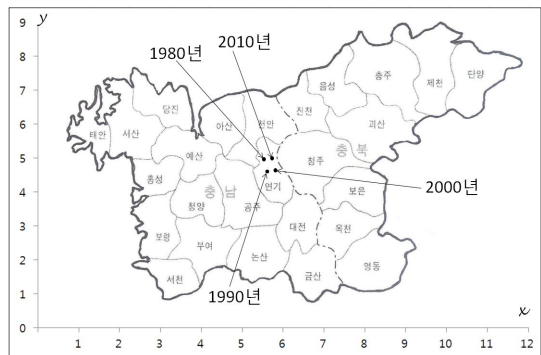 y
9
8
7
6
5
4
3
2
1
0
1 2 3 4 5 6 7 8 9 10 11 12
x
1980년
2010년
1990년
2000년
태안
서산
당진
아산
천안
예산
홍성
청양
공주
연기
보령
부여
논산
서천
금산
대전
충 남
진천
음성
충주
제천
단양
괴산
청주
보은
옥천
영동
충 북